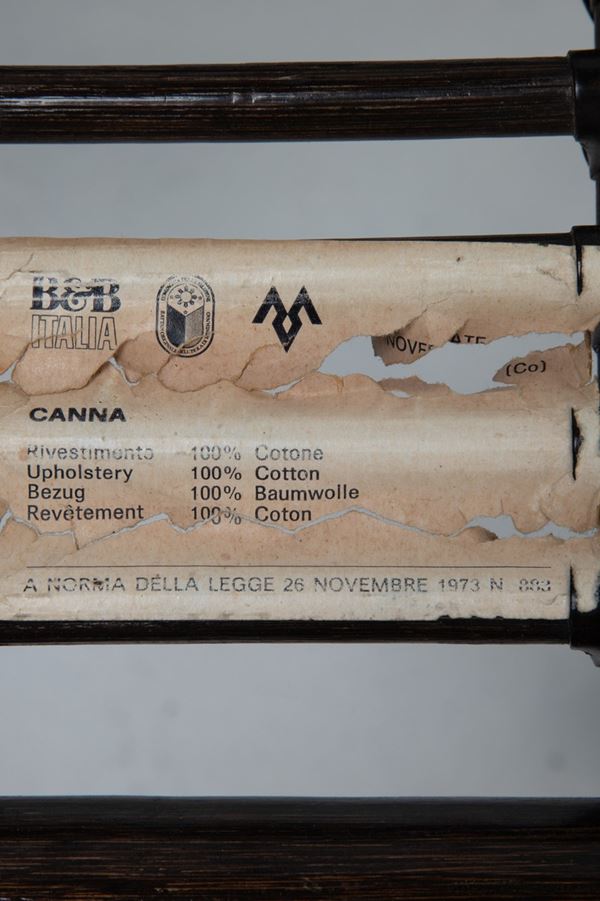 B&B
ITALIA
(Co)
CANNA
Rivestimento 100% Cotone
Upholstery 100% Cotton
Bezug 100% Baumwolle
Revêtement 100% Coton
A NORMA DELLA LEGGE 26 NOVEMBRE 1973 N. 883